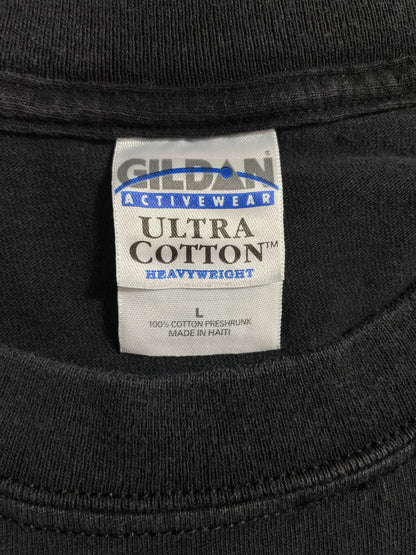 GILDAN®
ACTIVEWEAR
ULTRA
COTTON™
HEAVYWEIGHT
L
100% COTTON PRESHRUNK
MADE IN HAITI